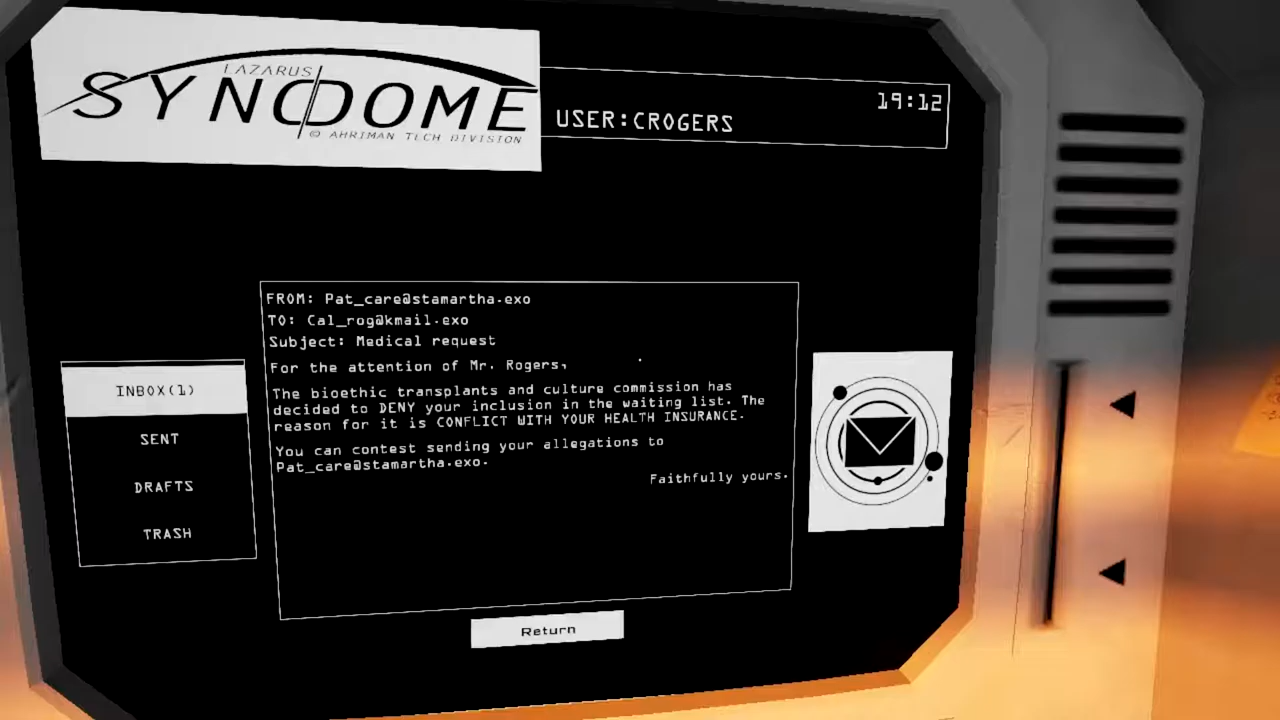 LAZARUS
SYNDOME
© AHRIMAN TECH DIVISION
USER:CROGERS
19:12
FROM: Pat_care@stamartha.exo
TO: Cal_rog@kmail.exo
Subject: Medical request
For the attention of Mr. Rogers,
The bioethic transplants and culture commission has
decided to DENY your inclusion in the waiting list. The
reason for it is CONFLICT WITH YOUR HEALTH INSURANCE.
You can contest sending your allegations to
Pat_care@stamartha.exo.
Faithfully yours.
INBOX(1)
SENT
DRAFTS
TRASH
Return